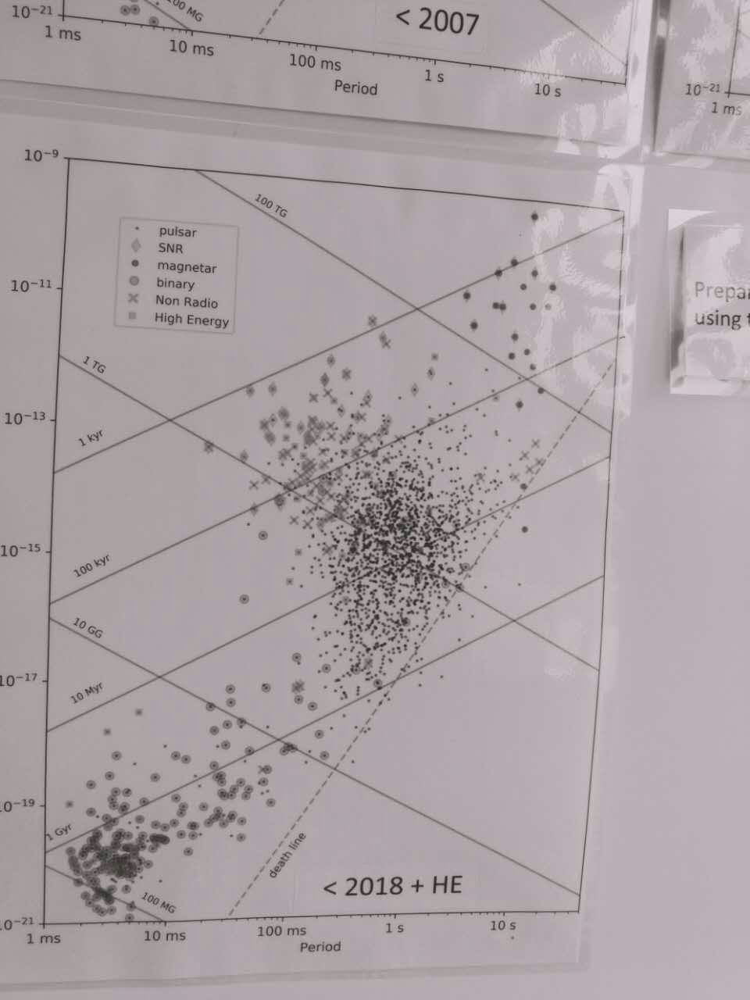 100 MG
10⁻²¹
< 2007
1 ms
10 ms
100 ms
1 s
10 s
Period
10⁻²¹
1 ms
10⁻⁹
100 TG
pulsar
SNR
magnetar
binary
Non Radio
High Energy
10⁻¹¹
Prepar
using t
1 TG
10⁻¹³
1 kyr
10⁻¹⁵
100 kyr
10 GG
10⁻¹⁷
10 Myr
10⁻¹⁹
1 Gyr
death line
< 2018 + HE
100 MG
10⁻²¹
1 ms
10 ms
100 ms
1 s
10 s
Period